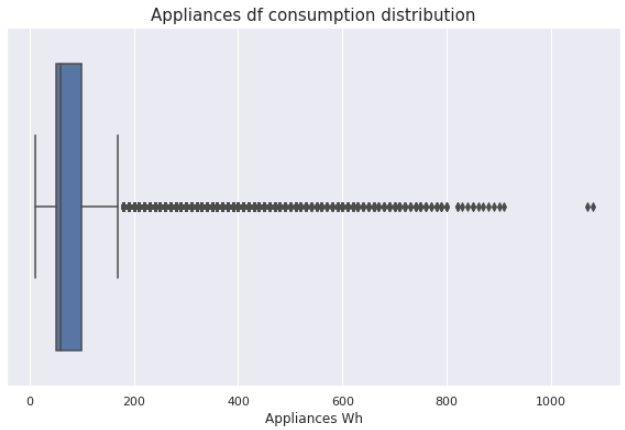 Appliances df consumption distribution
0 200 400 600 800 1000
Appliances Wh